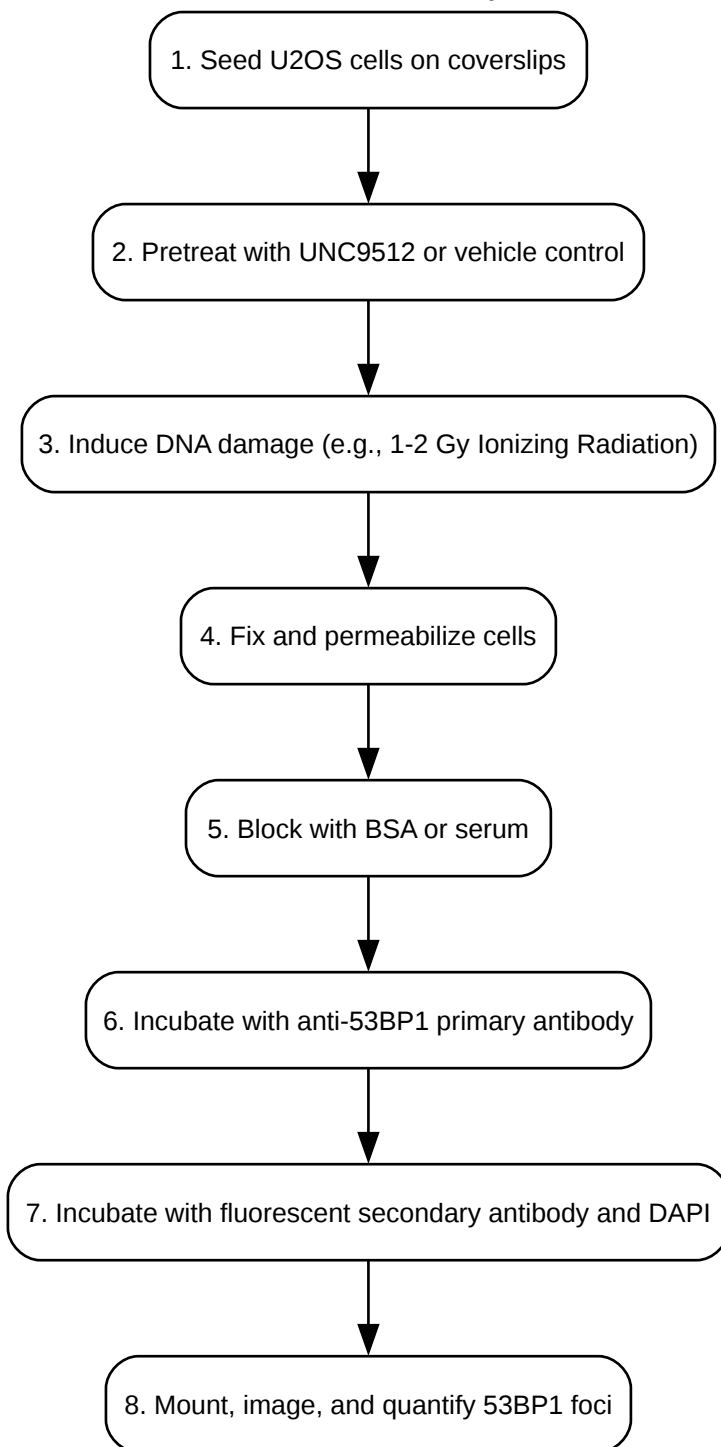 1. Seed U2OS cells on coverslips
2. Pretreat with UNC9512 or vehicle control
3. Induce DNA damage (e.g., 1-2 Gy Ionizing Radiation)
4. Fix and permeabilize cells
5. Block with BSA or serum
6. Incubate with anti-53BP1 primary antibody
7. Incubate with fluorescent secondary antibody and DAPI
8. Mount, image, and quantify 53BP1 foci